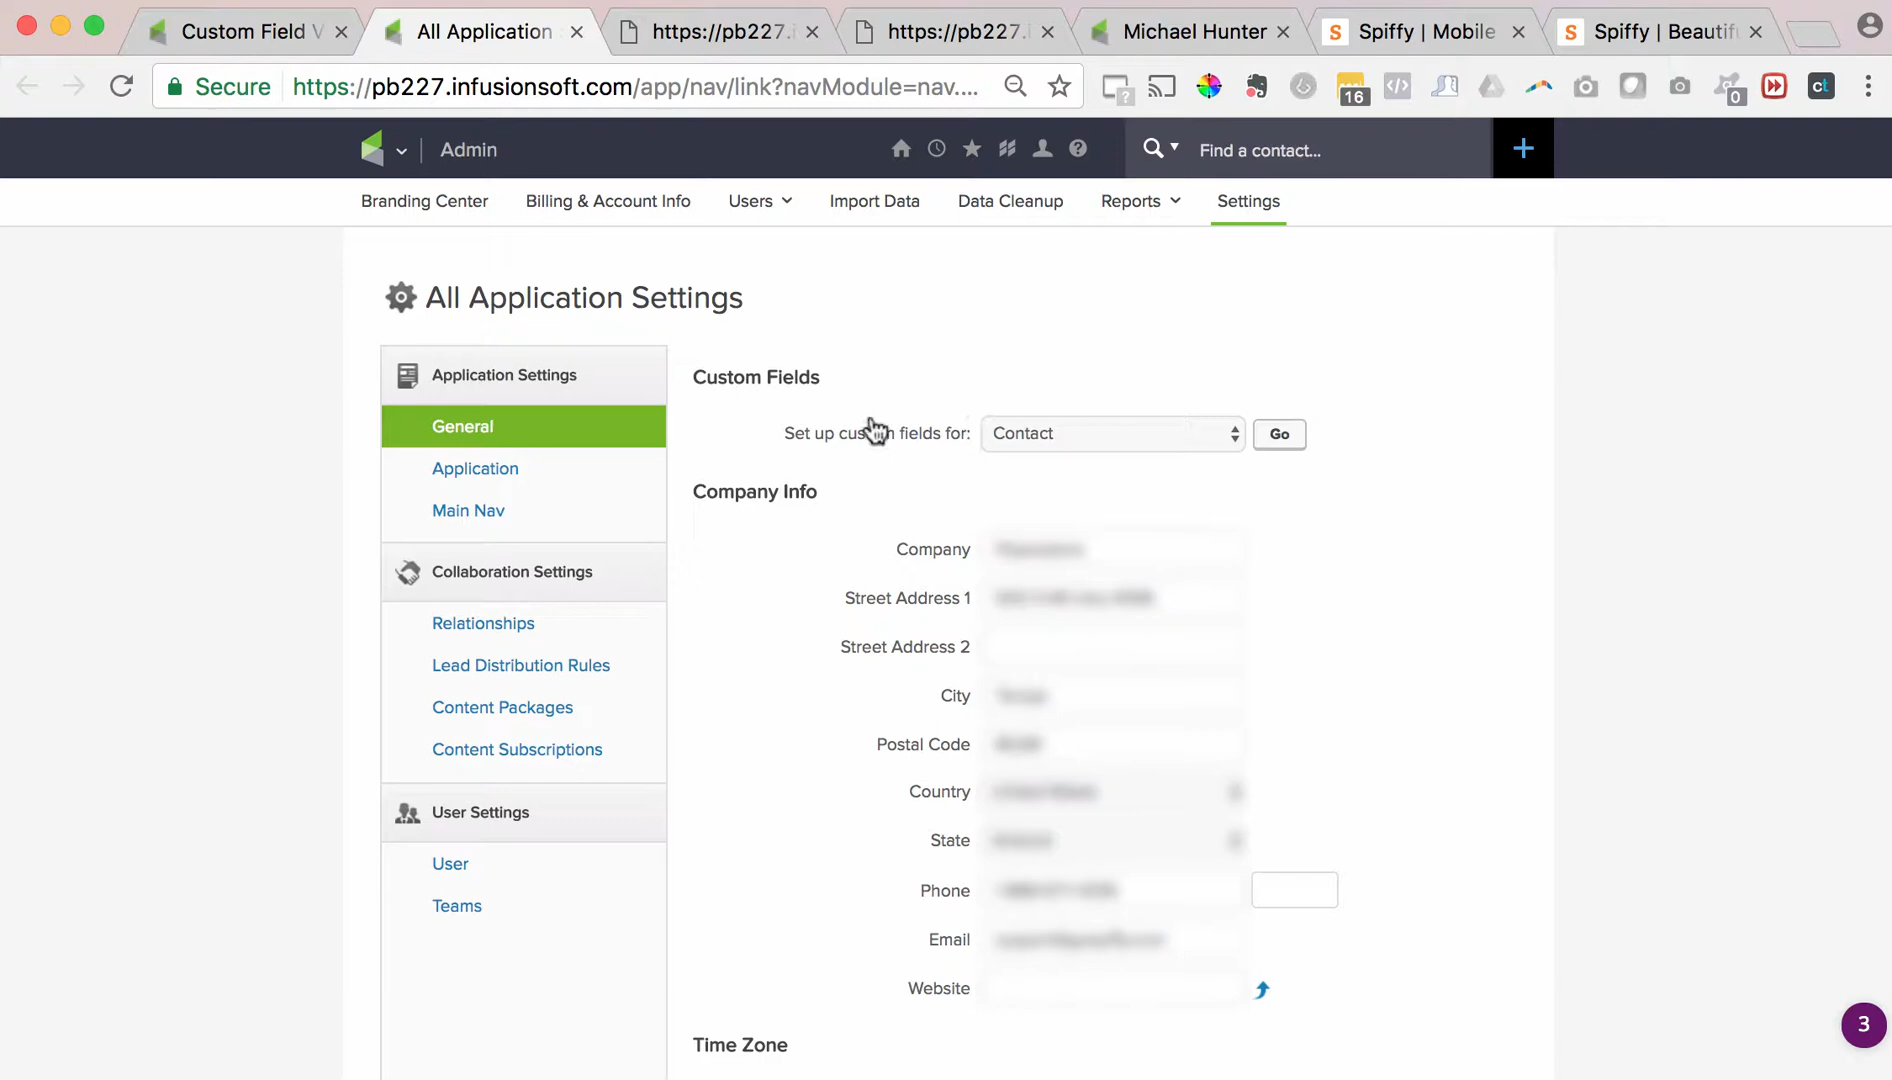 Custom Field V
All Application
https://pb227.i
https://pb227.i
Michael Hunter
Spiffy | Mobile
Spiffy | Beautif
Secure https://pb227.infusionsoft.com/app/nav/link?navModule=nav....
16
0
ct
Admin
Find a contact...
Branding Center
Billing & Account Info
Users
Import Data
Data Cleanup
Reports
Settings
All Application Settings
Application Settings
General
Application
Main Nav
Collaboration Settings
Relationships
Lead Distribution Rules
Content Packages
Content Subscriptions
User Settings
User
Teams
Custom Fields
Set up custom fields for: Contact Go
Company Info
Company
Street Address 1
Street Address 2
City
Postal Code
Country
State
Phone
Email
Website
Time Zone
3